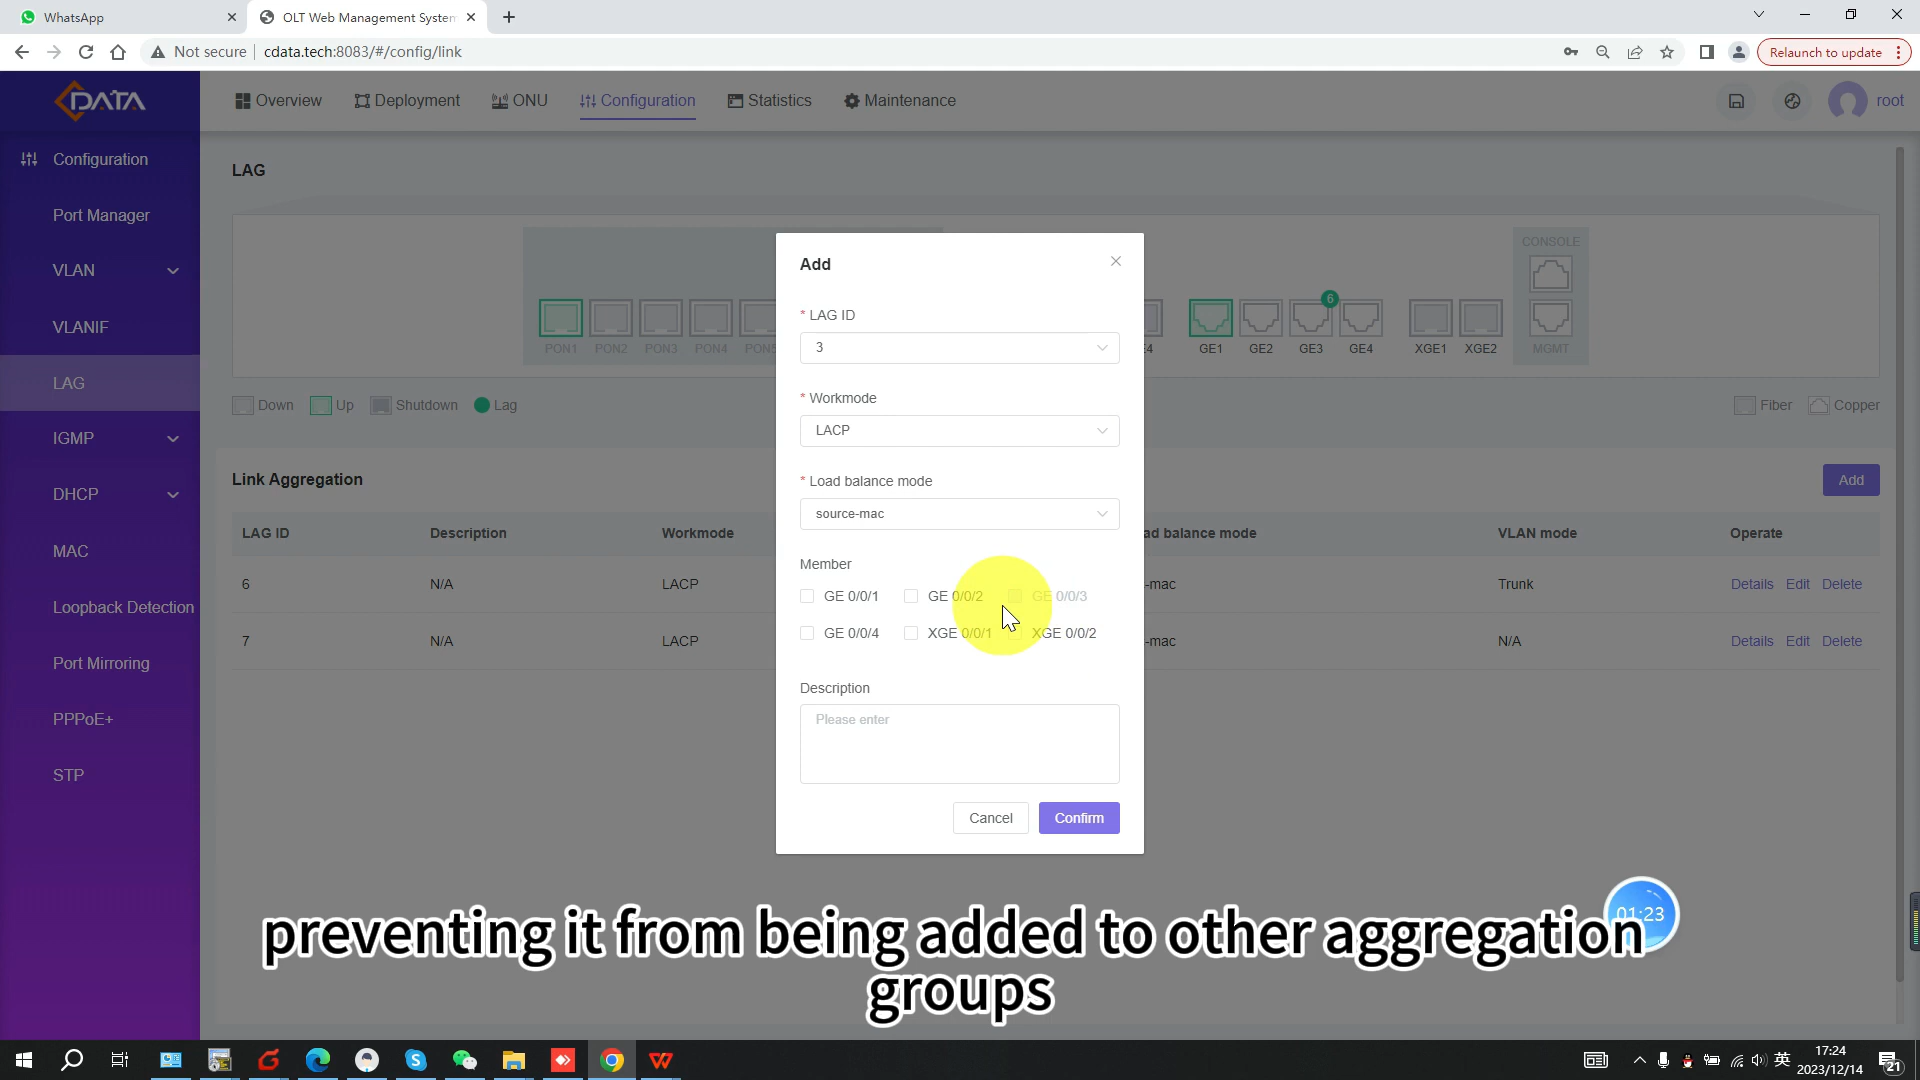 WhatsApp
OLT Web Management System
Not secure
cdata.tech:8083/#/config/link
Relaunch to update
DATA
Overview
Deployment
ONU
Configuration
Statistics
Maintenance
root
Configuration
Port Manager
VLAN
VLANIF
LAG
IGMP
DHCP
MAC
Loopback Detection
Port Mirroring
PPPoE+
STP
LAG
PON1
PON2
PON3
PON4
GE1
GE2
GE3
GE4
6
XGE1
XGE2
CONSOLE
MGMT
Down
Up
Shutdown
Lag
Fiber
Copper
Link Aggregation
Add
LAG ID
Description
Workmode
ad balance mode
VLAN mode
Operate
6
N/A
LACP
-mac
Trunk
Details
Edit
Delete
7
N/A
LACP
-mac
N/A
Details
Edit
Delete
Add
* LAG ID
3
* Workmode
LACP
* Load balance mode
source-mac
Member
GE 0/0/1
GE 0/0/2
GE 0/0/3
GE 0/0/4
XGE 0/0/1
XGE 0/0/2
Description
Please enter
Cancel
Confirm
preventing it from being added to other aggregation
groups
01:23
英
17:24
2023/12/14
21